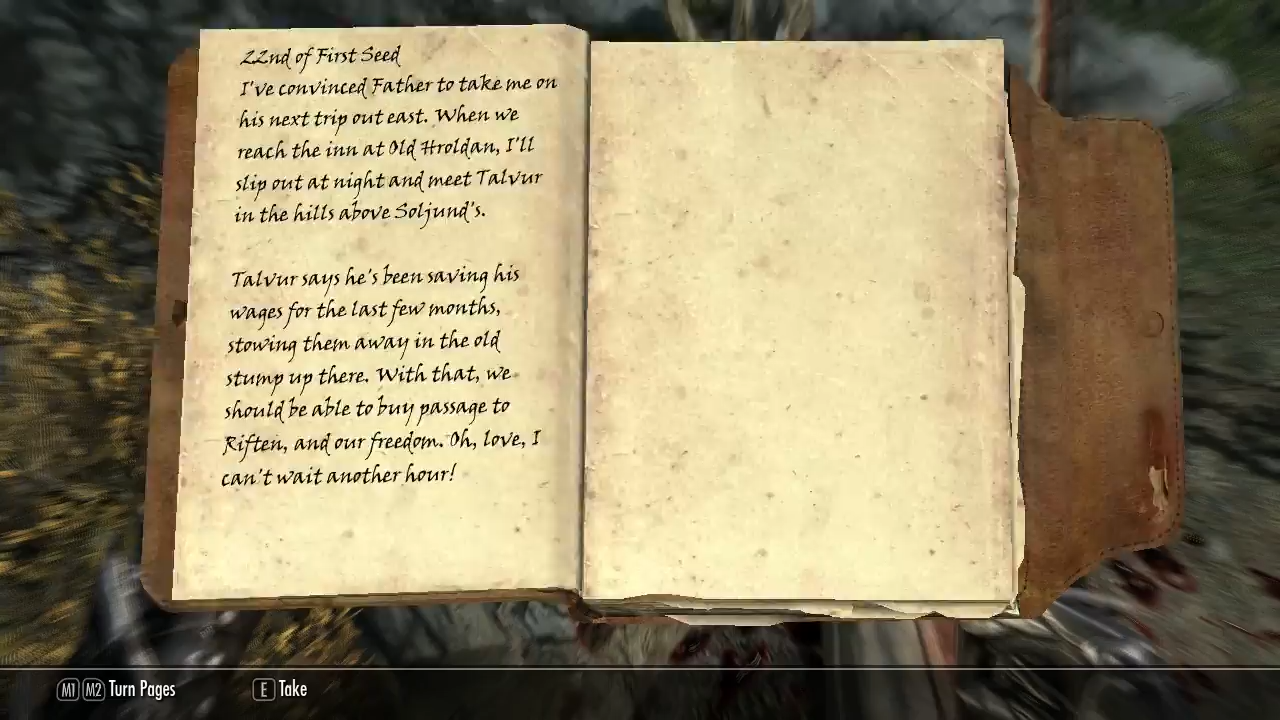 22nd of First Seed
I've convinced Father to take me on
his next trip out east. When we
reach the inn at Old Hroldan, I'll
slip out at night and meet Talvur
in the hills above Soljund's.
Talvur says he's been saving his
wages for the last few months,
stowing them away in the old
stump up there. With that, we
should be able to buy passage to
Riften, and our freedom. Oh, love, I
can't wait another hour!
M1 M2 Turn Pages
E Take